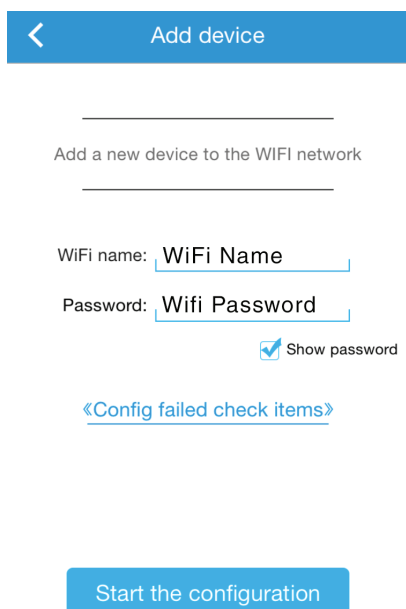 Add device
Add a new device to the WIFI network
WiFi name: WiFi Name
Password: Wifi Password
Show password
《Config failed check items》
Start the configuration